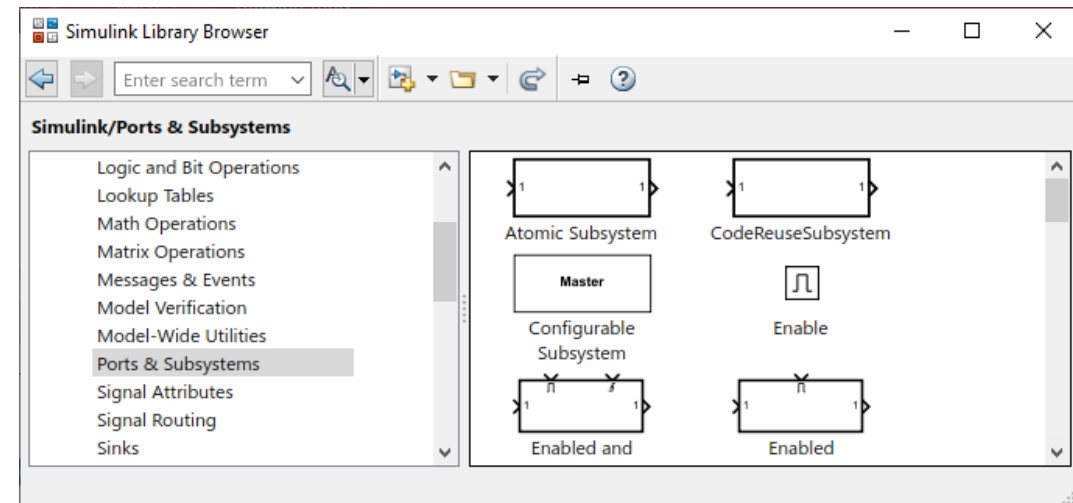 Simulink Library Browser
Enter search term
Simulink/Ports & Subsystems
Logic and Bit Operations
Lookup Tables
Math Operations
Matrix Operations
Messages & Events
Model Verification
Model-Wide Utilities
Ports & Subsystems
Signal Attributes
Signal Routing
Sinks
1 1
Atomic Subsystem
1 1
CodeReuseSubsystem
Master
Configurable
Subsystem
Enable
1 1
Enabled and
1 1
Enabled